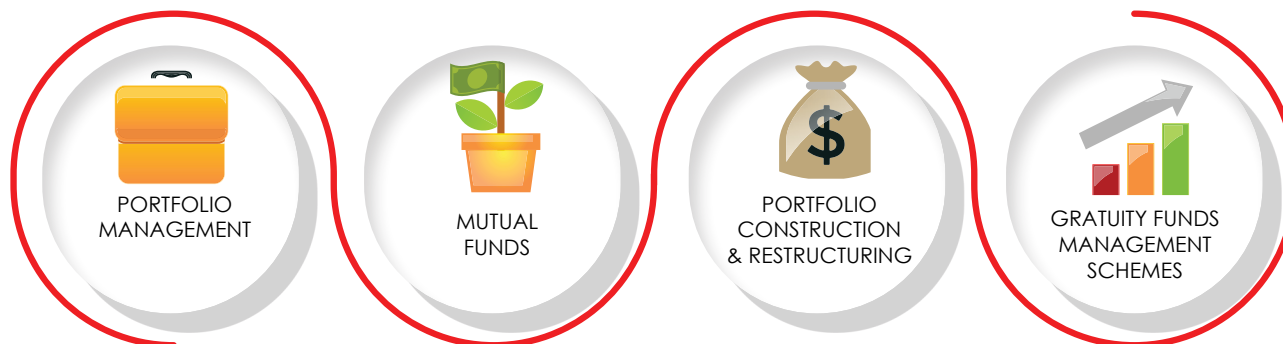 PORTFOLIO
MANAGEMENT
MUTUAL
FUNDS
$
PORTFOLIO
CONSTRUCTION
& RESTRUCTURING
GRATUITY FUNDS
MANAGEMENT
SCHEMES